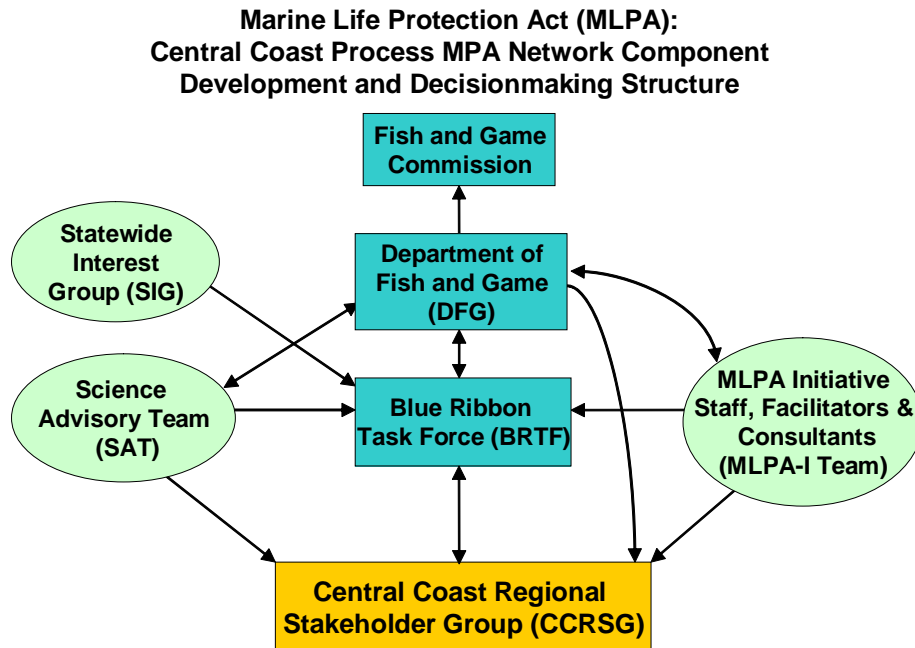 Marine Life Protection Act (MLPA):
Central Coast Process MPA Network Component
Development and Decisionmaking Structure
Fish and Game
Commission
Statewide
Interest
Group (SIG)
Department of
Fish and Game
(DFG)
Science
Advisory Team
(SAT)
Blue Ribbon
Task Force (BRTF)
MLPA Initiative
Staff, Facilitators &
Consultants
(MLPA-I Team)
Central Coast Regional
Stakeholder Group (CCRSG)